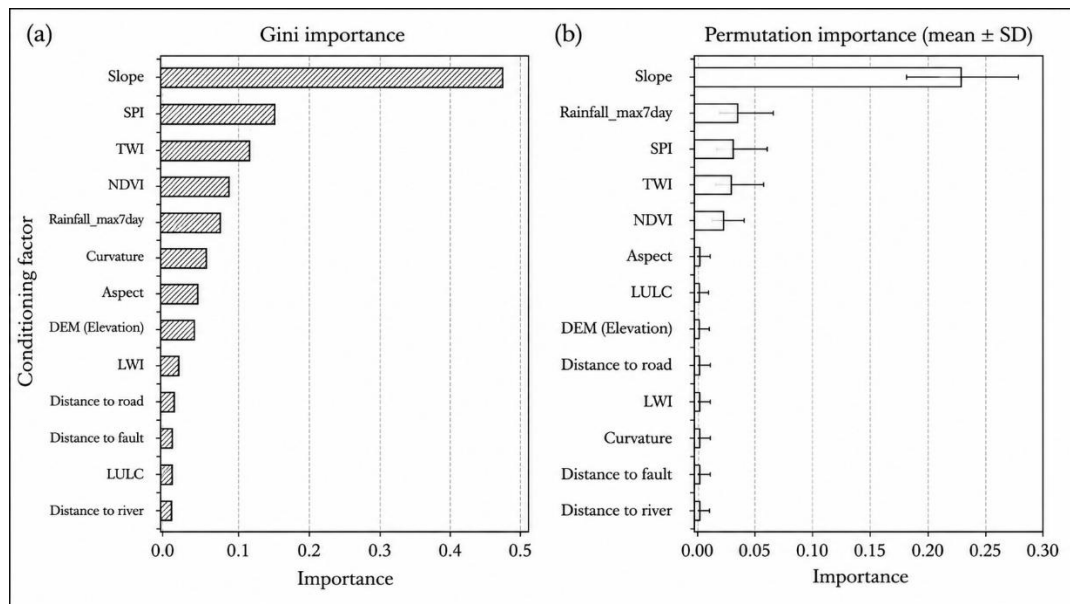 (a)
Gini importance
Conditioning factor
Slope
SPI
TWI
NDVI
Rainfall_max7day
Curvature
Aspect
DEM (Elevation)
LWI
Distance to road
Distance to fault
LULC
Distance to river
0.0 0.1 0.2 0.3 0.4 0.5
Importance
(b)
Permutation importance (mean ± SD)
Slope
Rainfall_max7day
SPI
TWI
NDVI
Aspect
LULC
DEM (Elevation)
Distance to road
LWI
Curvature
Distance to fault
Distance to river
0.00 0.05 0.10 0.15 0.20 0.25 0.30
Importance